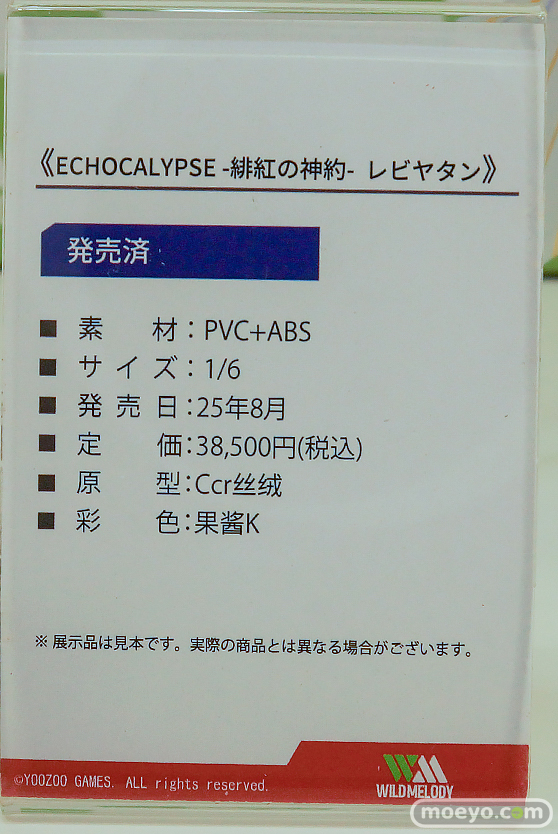 《ECHOCALYPSE -緋紅の神約- レビヤタン》
発売済
■ 素 材：PVC+ABS
■ サイズ：1/6
■ 発売日：25年8月
■ 定 価：38,500円(税込)
■ 原 型：Ccr丝绒
■ 彩 色：果酱K
※ 展示品は見本です。実際の商品とは異なる場合がございます。
©YOOZOO GAMES. ALL rights reserved.
WM
WILDMELODY
moeyo.com